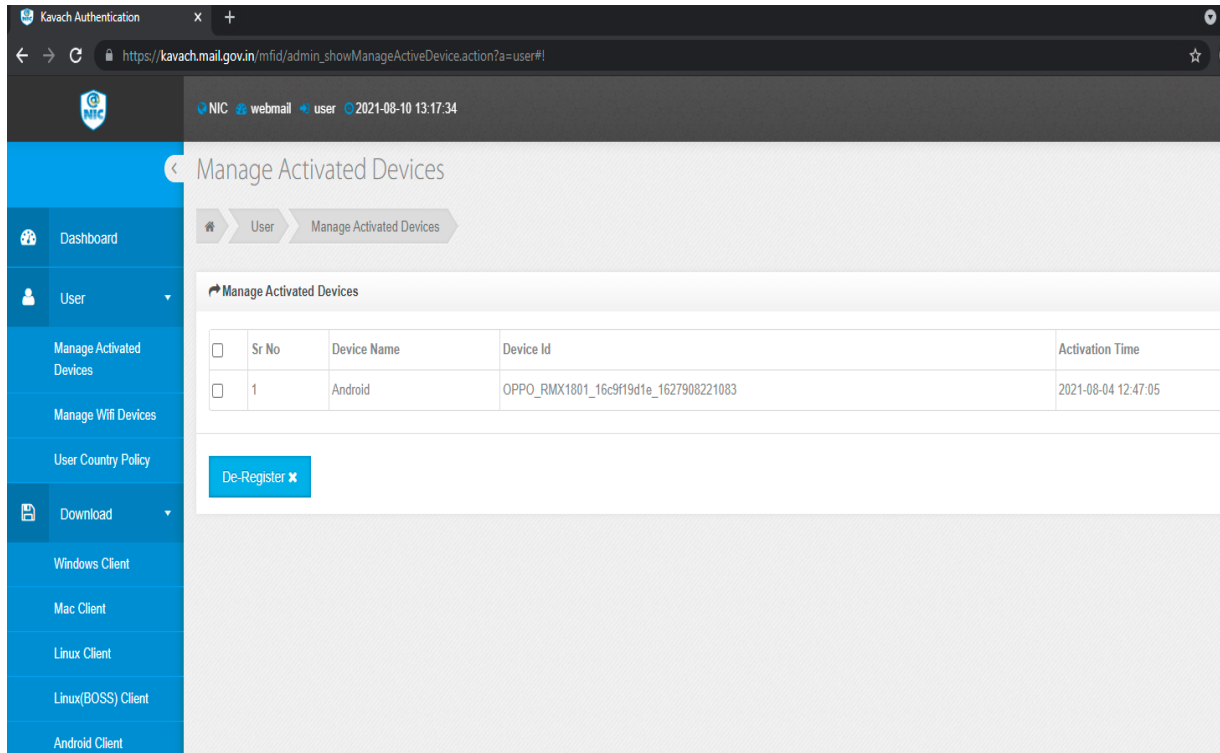 Kavach Authentication
https://kavach.mail.gov.in/mfid/admin_showManageActiveDevice.action?a=user#!
@
NIC
NIC webmail user 2021-08-10 13:17:34
Manage Activated Devices
User Manage Activated Devices
Dashboard
User
Manage Activated
Devices
Manage Wifi Devices
User Country Policy
Download
Windows Client
Mac Client
Linux Client
Linux(BOSS) Client
Android Client
Manage Activated Devices
Sr No Device Name Device Id Activation Time
1 Android OPPO_RMX1801_16c9f19d1e_1627908221083 2021-08-04 12:47:05
De-Register